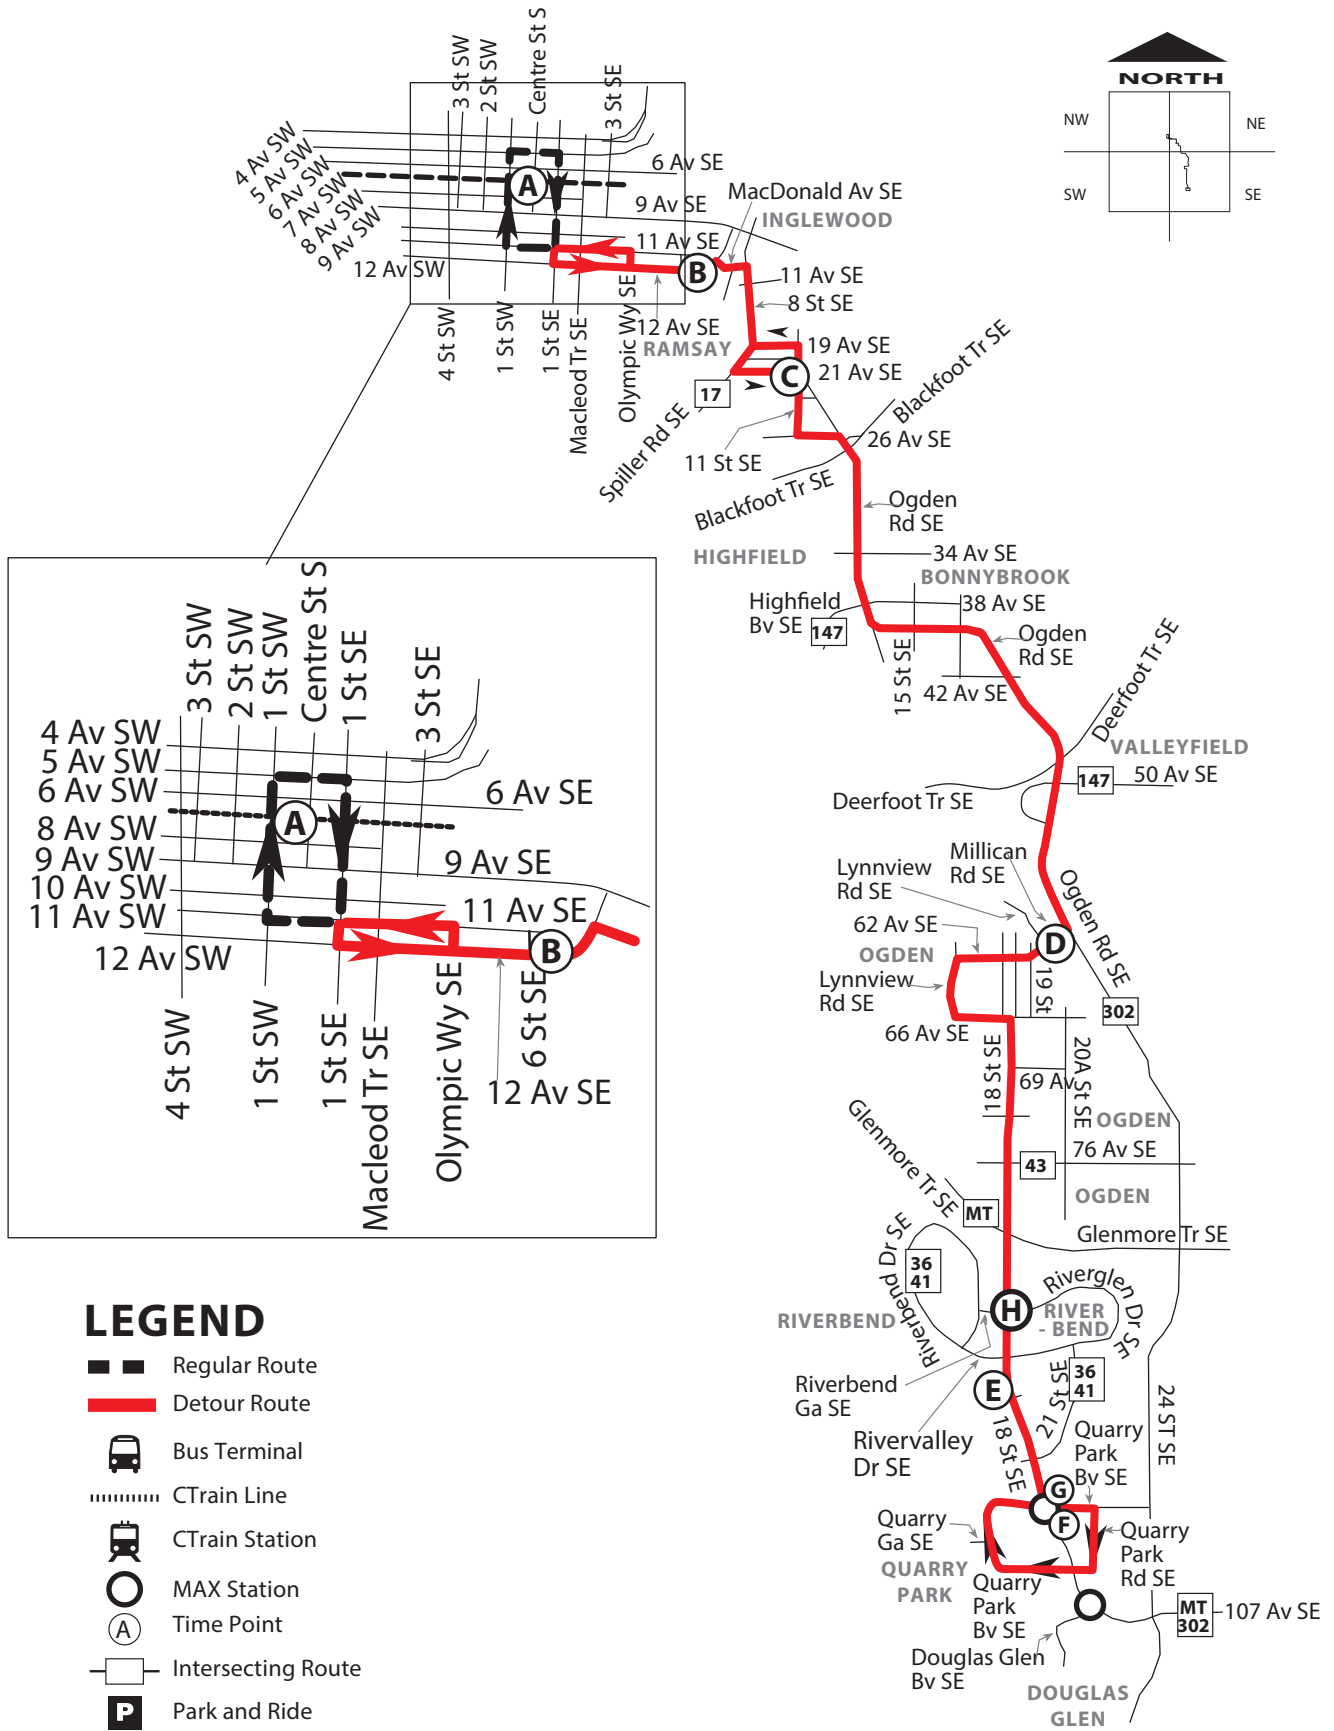 NORTH
NW
NE
SW
SE
3 St SW
2 St SW
Centre St S
3 St SE
4 Av SW
5 Av SW
6 Av SW
7 Av SW
8 Av SW
9 Av SW
12 Av SW
A
6 Av SE
9 Av SE
11 Av SE
B
MacDonald Av SE
INGLEWOOD
11 Av SE
8 St SE
12 Av SE
RAMSAY
4 St SW
1 St SW
1 St SE
Macleod Tr SE
Olympic Wy SE
19 Av SE
21 Av SE
C
17
Spiller Rd SE
11 St SE
Blackfoot Tr SE
26 Av SE
Blackfoot Tr SE
Ogden
Rd SE
HIGHFIELD
34 Av SE
BONNYBROOK
Highfield
Bv SE
147
38 Av SE
Ogden
Rd SE
15 St SE
42 Av SE
Deerfoot Tr SE
VALLEYFIELD
147
50 Av SE
Deerfoot Tr SE
Lynnview
Rd SE
Millican
Rd SE
Ogden Rd SE
62 Av SE
OGDEN
D
Lynnview
Rd SE
19 St
302
66 Av SE
18 St SE
69 Av
20A St SE
OGDEN
76 Av SE
43
OGDEN
Glenmore Tr SE
MT
Glenmore Tr SE
Riverbend Dr SE
36
41
Riverglen Dr SE
H
RIVER
- BEND
RIVERBEND
Riverbend
Ga SE
E
36
41
21 St SE
24 ST SE
Rivervalley
Dr SE
18 St SE
Quarry
Park
Bv SE
G
F
Quarry
Ga SE
QUARRY
PARK
Quarry
Park
Rd SE
Quarry
Park
Bv SE
MT
302
107 Av SE
Douglas Glen
Bv SE
DOUGLAS
GLEN
3 St SW
2 St SW
1 St SW
Centre St S
1 St SE
3 St SE
4 Av SW
5 Av SW
6 Av SW
8 Av SW
9 Av SW
10 Av SW
11 Av SW
12 Av SW
A
6 Av SE
9 Av SE
11 Av SE
B
4 St SW
1 St SW
1 St SE
Macleod Tr SE
Olympic Wy SE
6 St SE
12 Av SE
LEGEND
Regular Route
Detour Route
Bus Terminal
CTrain Line
CTrain Station
MAX Station
A Time Point
Intersecting Route
P Park and Ride